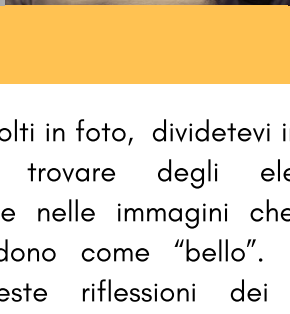 olti in foto, dividetevi i
trovare degli ele
e nelle immagini che
dono come “bello”.
este riflessioni dei